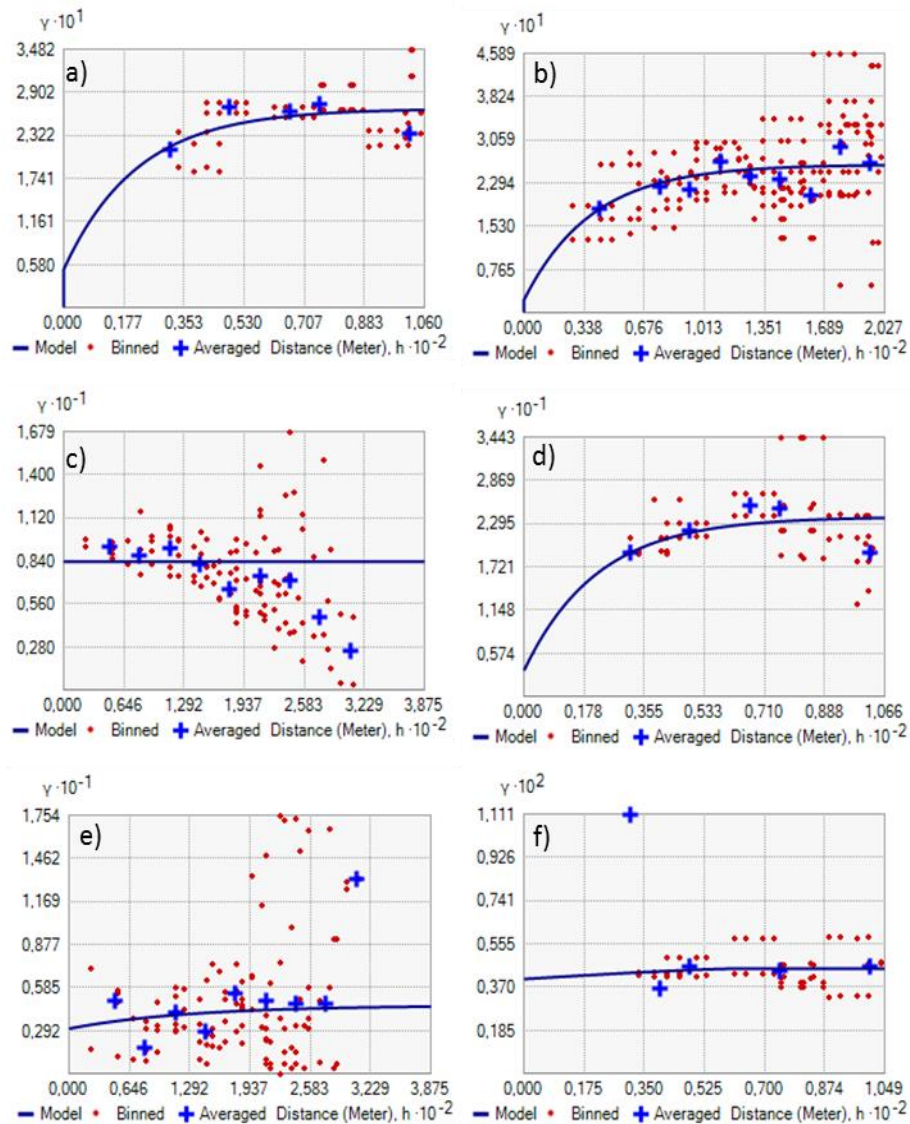 γ · 10¹
3,482
a)
2,902
2,322
1,741
1,161
0,580
0,000 0,177 0,353 0,530 0,707 0,883 1,060
Model Binned Averaged Distance (Meter), h · 10⁻²
γ · 10¹
4,589
b)
3,824
3,059
2,294
1,530
0,765
0,000 0,338 0,676 1,013 1,351 1,689 2,027
Model Binned Averaged Distance (Meter), h · 10⁻²
γ · 10⁻¹
1,679
c)
1,400
1,120
0,840
0,560
0,280
0,000 0,646 1,292 1,937 2,583 3,229 3,875
Model Binned Averaged Distance (Meter), h · 10⁻²
γ · 10⁻¹
3,443
d)
2,869
2,295
1,721
1,148
0,574
0,000 0,178 0,355 0,533 0,710 0,888 1,066
Model Binned Averaged Distance (Meter), h · 10⁻²
γ · 10⁻¹
1,754
e)
1,462
1,169
0,877
0,585
0,292
0,000 0,646 1,292 1,937 2,583 3,229 3,875
Model Binned Averaged Distance (Meter), h · 10⁻²
γ · 10²
1,111
f)
0,926
0,741
0,555
0,370
0,185
0,000 0,175 0,350 0,525 0,700 0,874 1,049
Model Binned Averaged Distance (Meter), h · 10⁻²